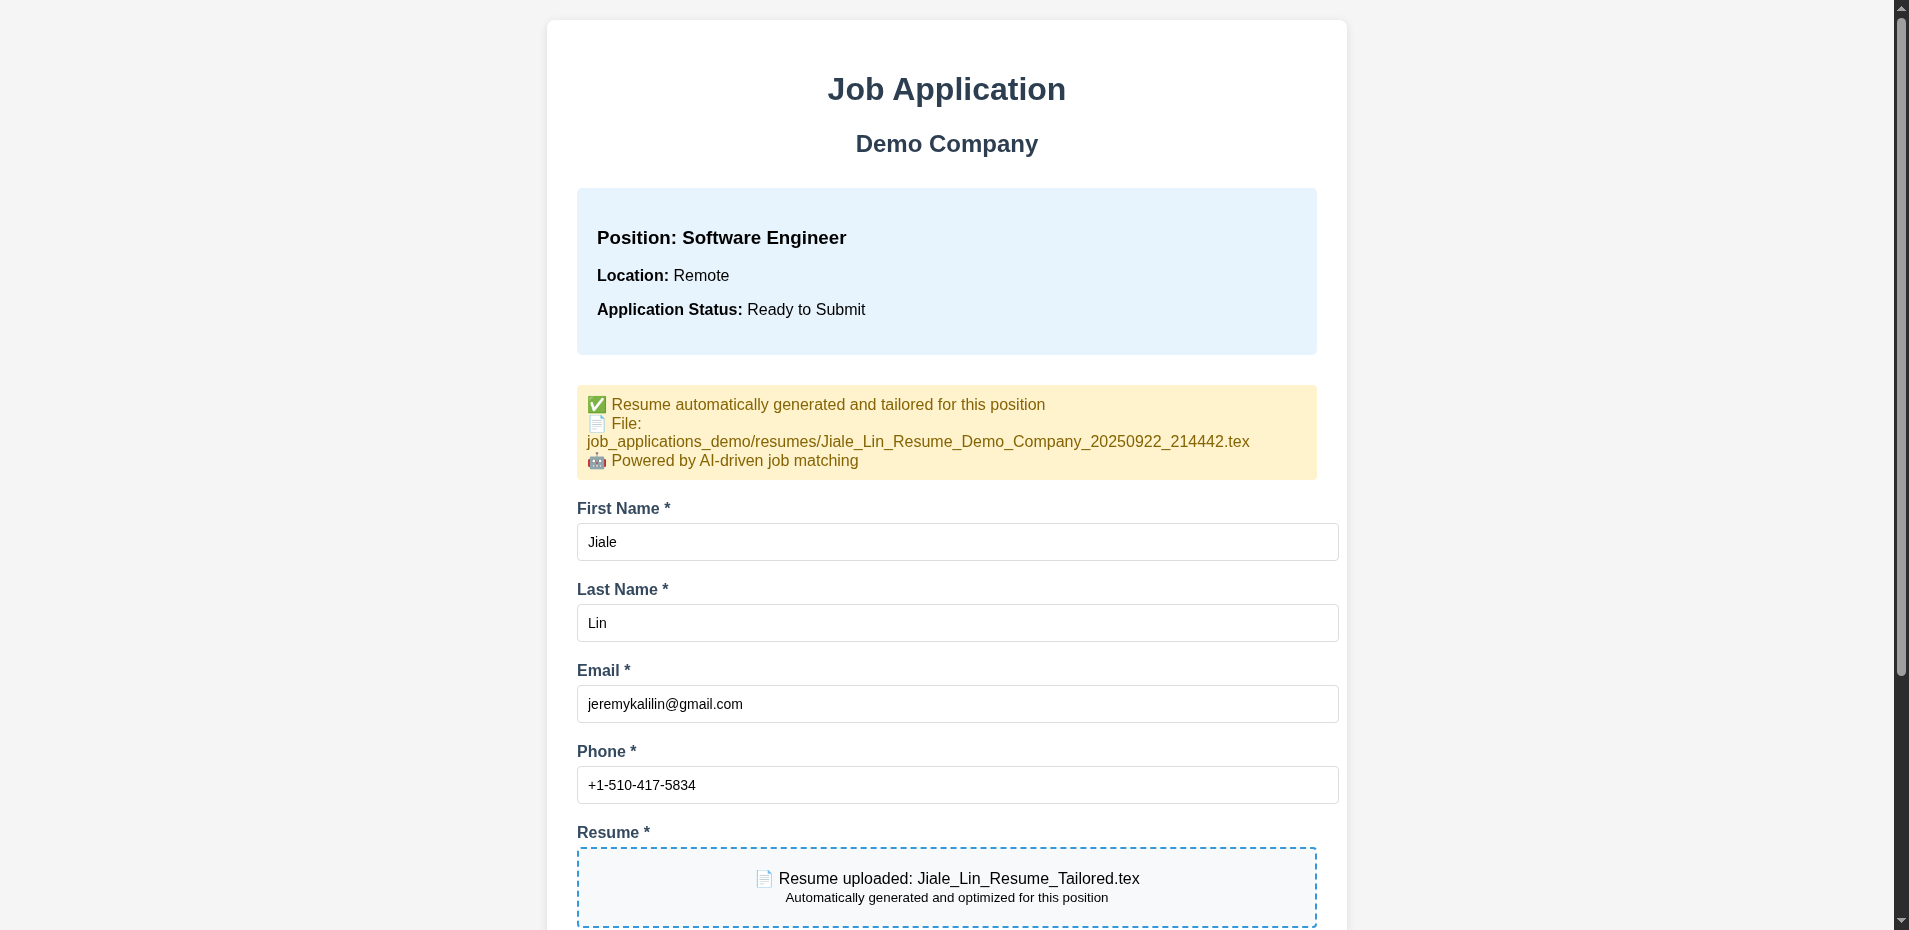 Job Application
Demo Company
Position: Software Engineer
Location: Remote
Application Status: Ready to Submit
✅ Resume automatically generated and tailored for this position
📄 File:
job_applications_demo/resumes/Jiale_Lin_Resume_Demo_Company_20250922_214442.tex
🤖 Powered by AI-driven job matching
First Name *
Jiale
Last Name *
Lin
Email *
jeremykalilin@gmail.com
Phone *
+1-510-417-5834
Resume *
📄 Resume uploaded: Jiale_Lin_Resume_Tailored.tex
Automatically generated and optimized for this position